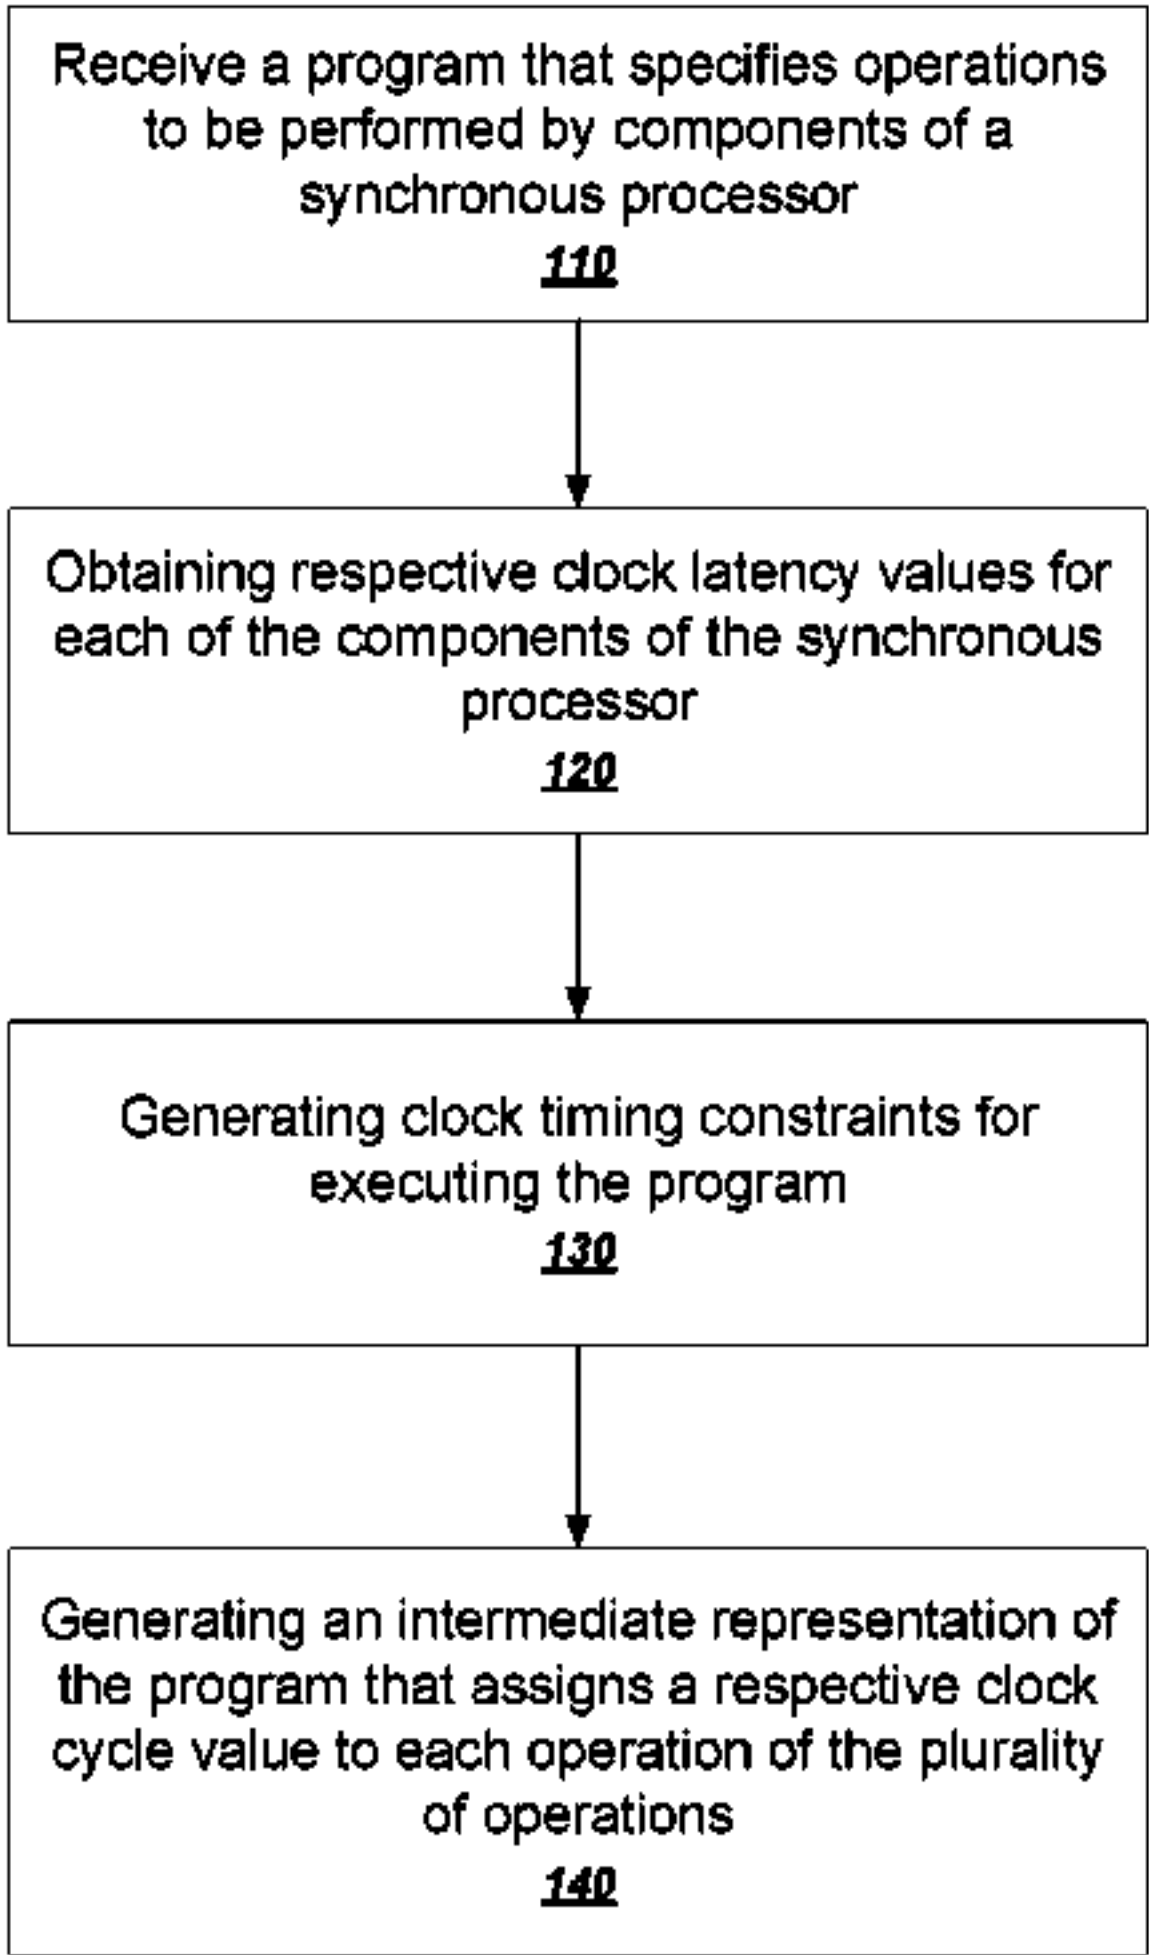 Receive a program that specifies operations
to be performed by components of a
synchronous processor
110
Obtaining respective clock latency values for
each of the components of the synchronous
processor
120
Generating clock timing constraints for
executing the program
130
Generating an intermediate representation of
the program that assigns a respective clock
cycle value to each operation of the plurality
of operations
140